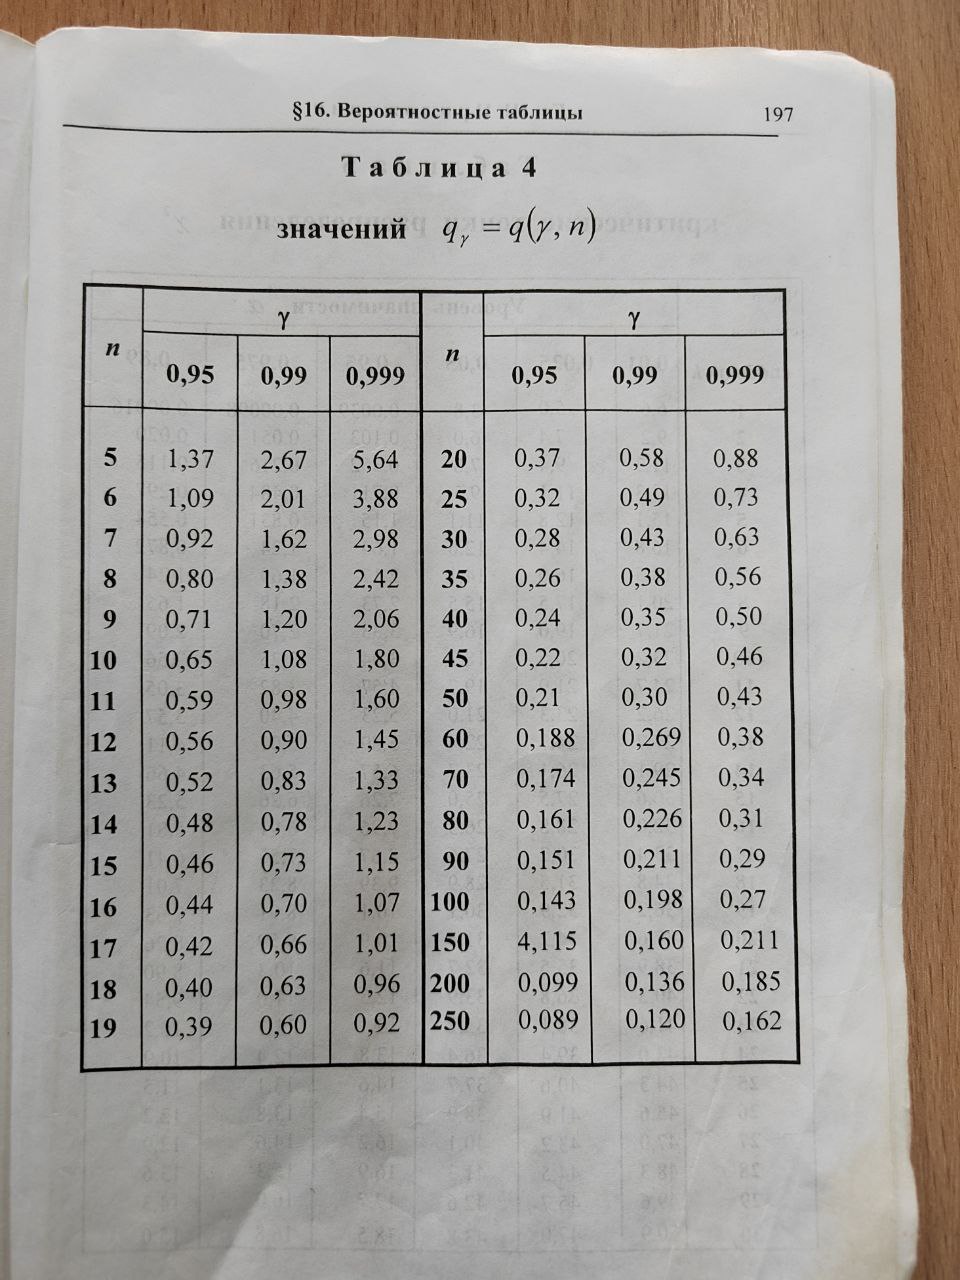 §16. Вероятностные таблицы 197
Таблица 4
значений qγ = q(γ, n)
n γ n γ
0,95 0,99 0,999 0,95 0,99 0,999
5 1,37 2,67 5,64 20 0,37 0,58 0,88
6 1,09 2,01 3,88 25 0,32 0,49 0,73
7 0,92 1,62 2,98 30 0,28 0,43 0,63
8 0,80 1,38 2,42 35 0,26 0,38 0,56
9 0,71 1,20 2,06 40 0,24 0,35 0,50
10 0,65 1,08 1,80 45 0,22 0,32 0,46
11 0,59 0,98 1,60 50 0,21 0,30 0,43
12 0,56 0,90 1,45 60 0,188 0,269 0,38
13 0,52 0,83 1,33 70 0,174 0,245 0,34
14 0,48 0,78 1,23 80 0,161 0,226 0,31
15 0,46 0,73 1,15 90 0,151 0,211 0,29
16 0,44 0,70 1,07 100 0,143 0,198 0,27
17 0,42 0,66 1,01 150 4,115 0,160 0,211
18 0,40 0,63 0,96 200 0,099 0,136 0,185
19 0,39 0,60 0,92 250 0,089 0,120 0,162